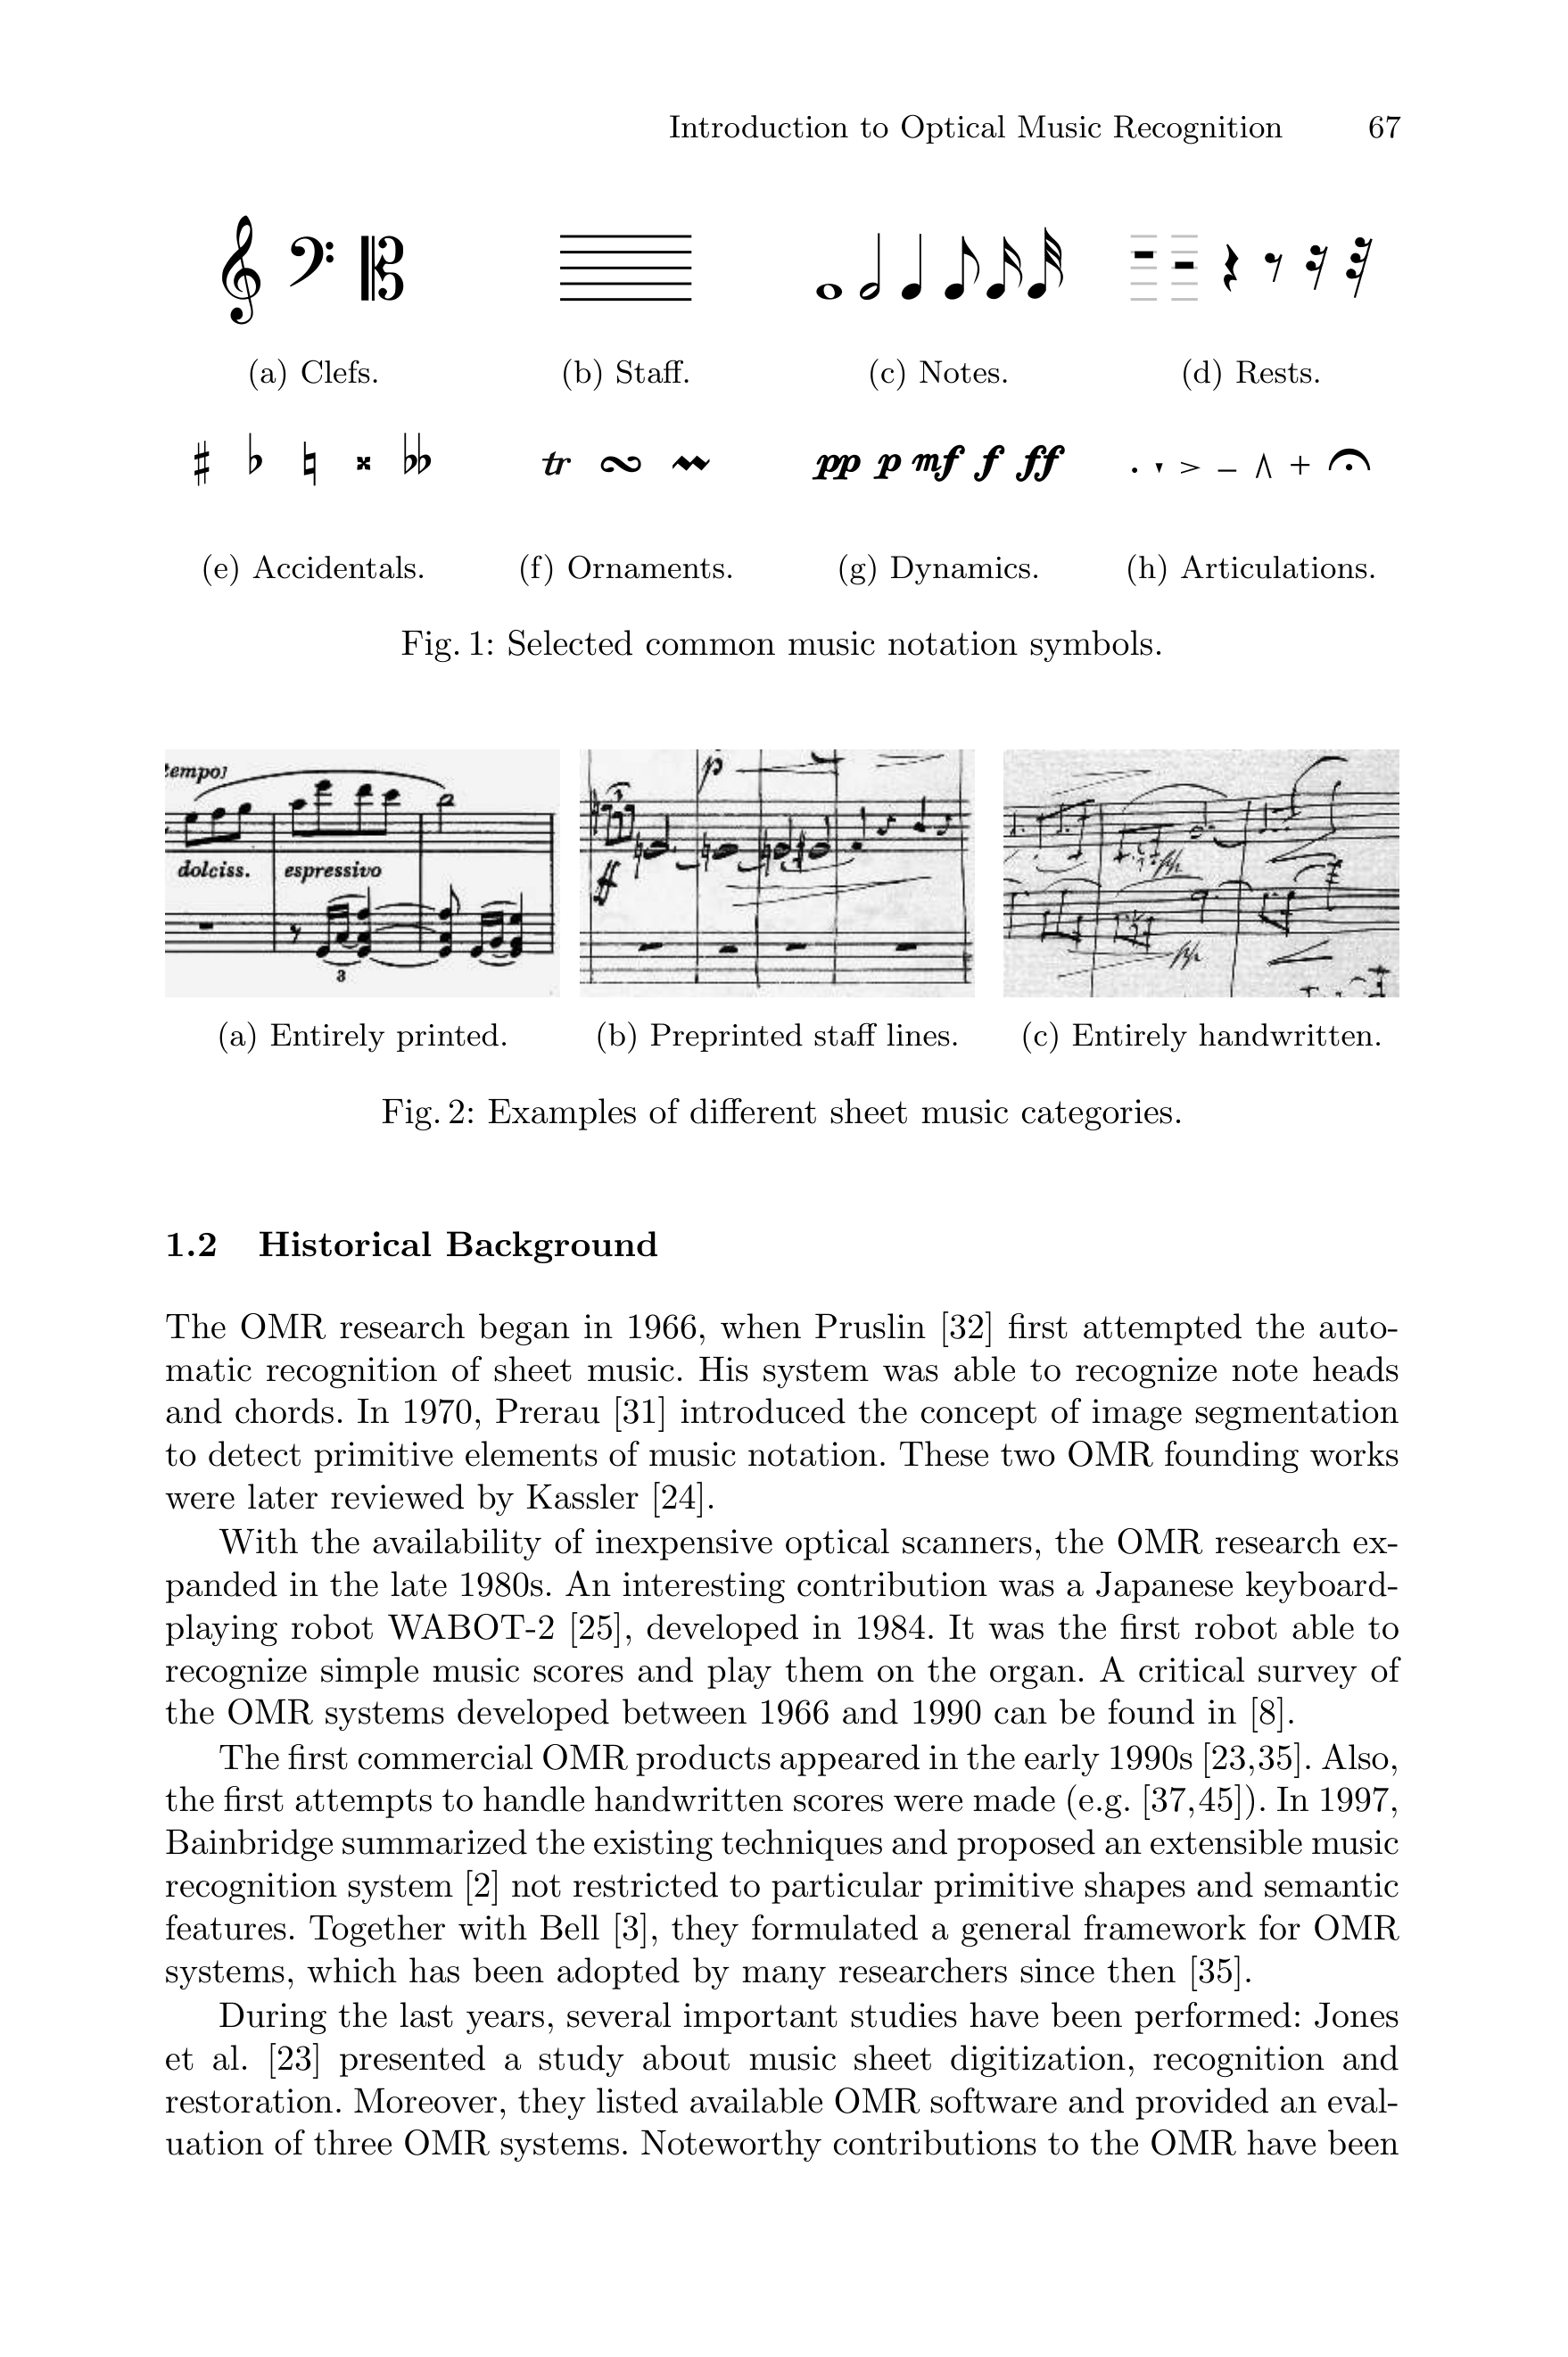 Introduction to Optical Music Recognition 67
(a) Clefs. (b) Staff. (c) Notes. (d) Rests.
tr pp p mf f ff
(e) Accidentals. (f) Ornaments. (g) Dynamics. (h) Articulations.
Fig. 1: Selected common music notation symbols.
tempo]
p
dolciss. espressivo
ff
3
pp
pp
(a) Entirely printed. (b) Preprinted staff lines. (c) Entirely handwritten.
Fig. 2: Examples of different sheet music categories.
1.2 Historical Background
The OMR research began in 1966, when Pruslin [32] first attempted the auto-
matic recognition of sheet music. His system was able to recognize note heads
and chords. In 1970, Prerau [31] introduced the concept of image segmentation
to detect primitive elements of music notation. These two OMR founding works
were later reviewed by Kassler [24].
With the availability of inexpensive optical scanners, the OMR research ex-
panded in the late 1980s. An interesting contribution was a Japanese keyboard-
playing robot WABOT-2 [25], developed in 1984. It was the first robot able to
recognize simple music scores and play them on the organ. A critical survey of
the OMR systems developed between 1966 and 1990 can be found in [8].
The first commercial OMR products appeared in the early 1990s [23,35]. Also,
the first attempts to handle handwritten scores were made (e.g. [37,45]). In 1997,
Bainbridge summarized the existing techniques and proposed an extensible music
recognition system [2] not restricted to particular primitive shapes and semantic
features. Together with Bell [3], they formulated a general framework for OMR
systems, which has been adopted by many researchers since then [35].
During the last years, several important studies have been performed: Jones
et al. [23] presented a study about music sheet digitization, recognition and
restoration. Moreover, they listed available OMR software and provided an eval-
uation of three OMR systems. Noteworthy contributions to the OMR have been